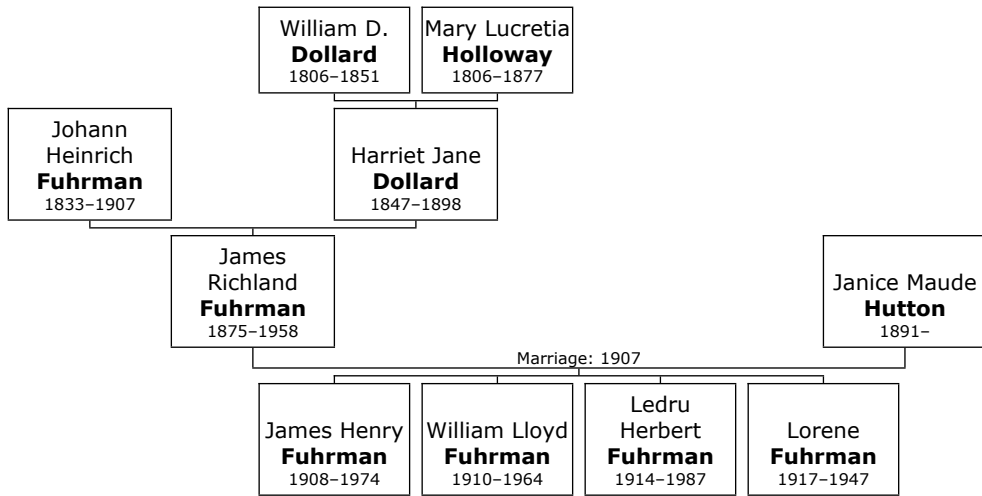 William D.
Dollard
1806–1851
Mary Lucretia
Holloway
1806–1877
Johann
Heinrich
Fuhrman
1833–1907
Harriet Jane
Dollard
1847–1898
James
Richland
Fuhrman
1875–1958
Janice Maude
Hutton
1891–
Marriage: 1907
James Henry
Fuhrman
1908–1974
William Lloyd
Fuhrman
1910–1964
Ledru
Herbert
Fuhrman
1914–1987
Lorene
Fuhrman
1917–1947